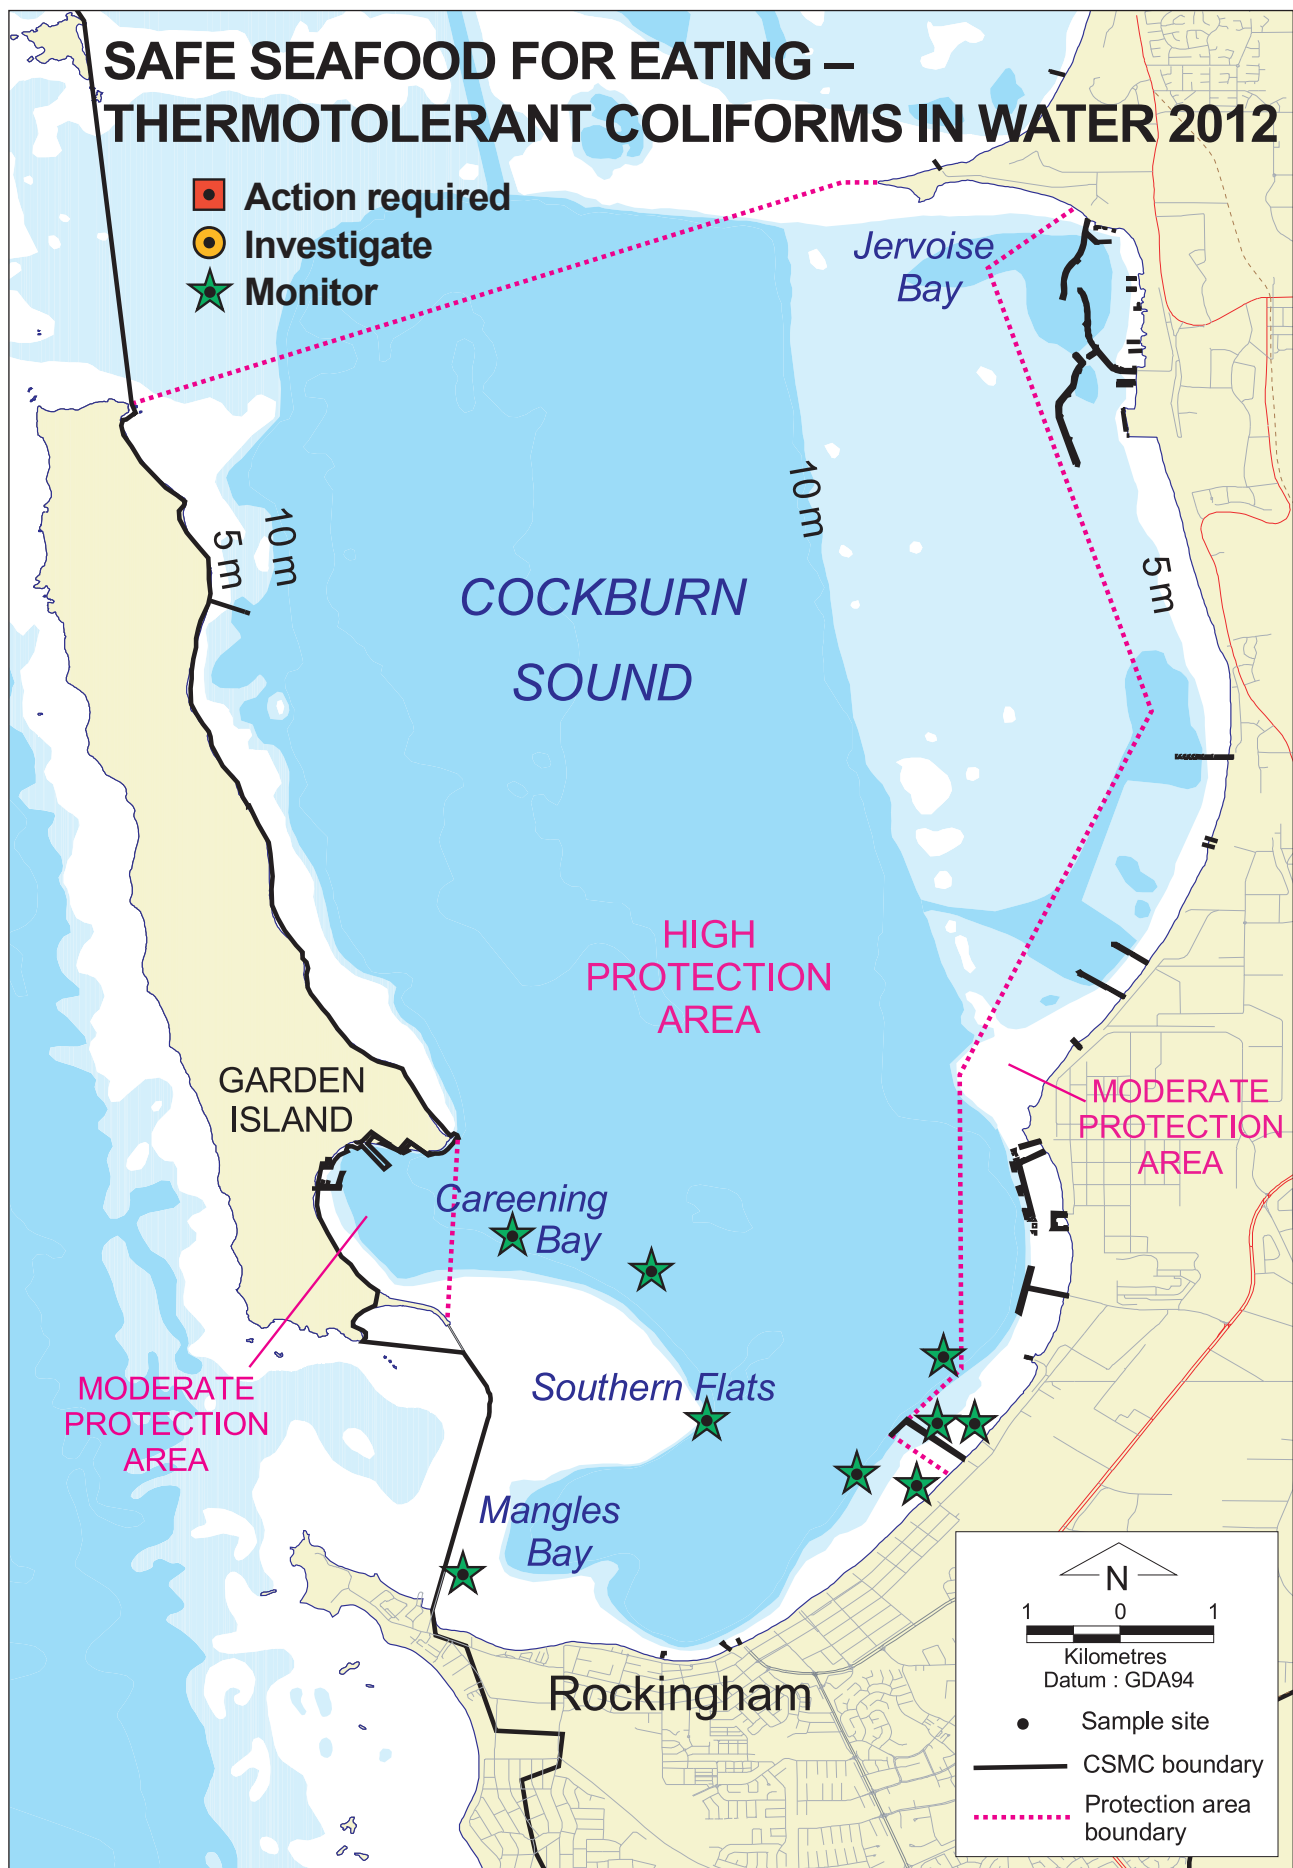 SAFE SEAFOOD FOR EATING –
THERMOTOLERANT COLIFORMS IN WATER 2012
Action required
Investigate
Monitor
Jervoise
Bay
10 m
5 m
10 m
5 m
COCKBURN
SOUND
HIGH
PROTECTION
AREA
GARDEN
ISLAND
MODERATE
PROTECTION
AREA
Careening
Bay
Southern Flats
MODERATE
PROTECTION
AREA
Mangles
Bay
Rockingham
N
1 0 1
Kilometres
Datum : GDA94
Sample site
CSMC boundary
Protection area
boundary